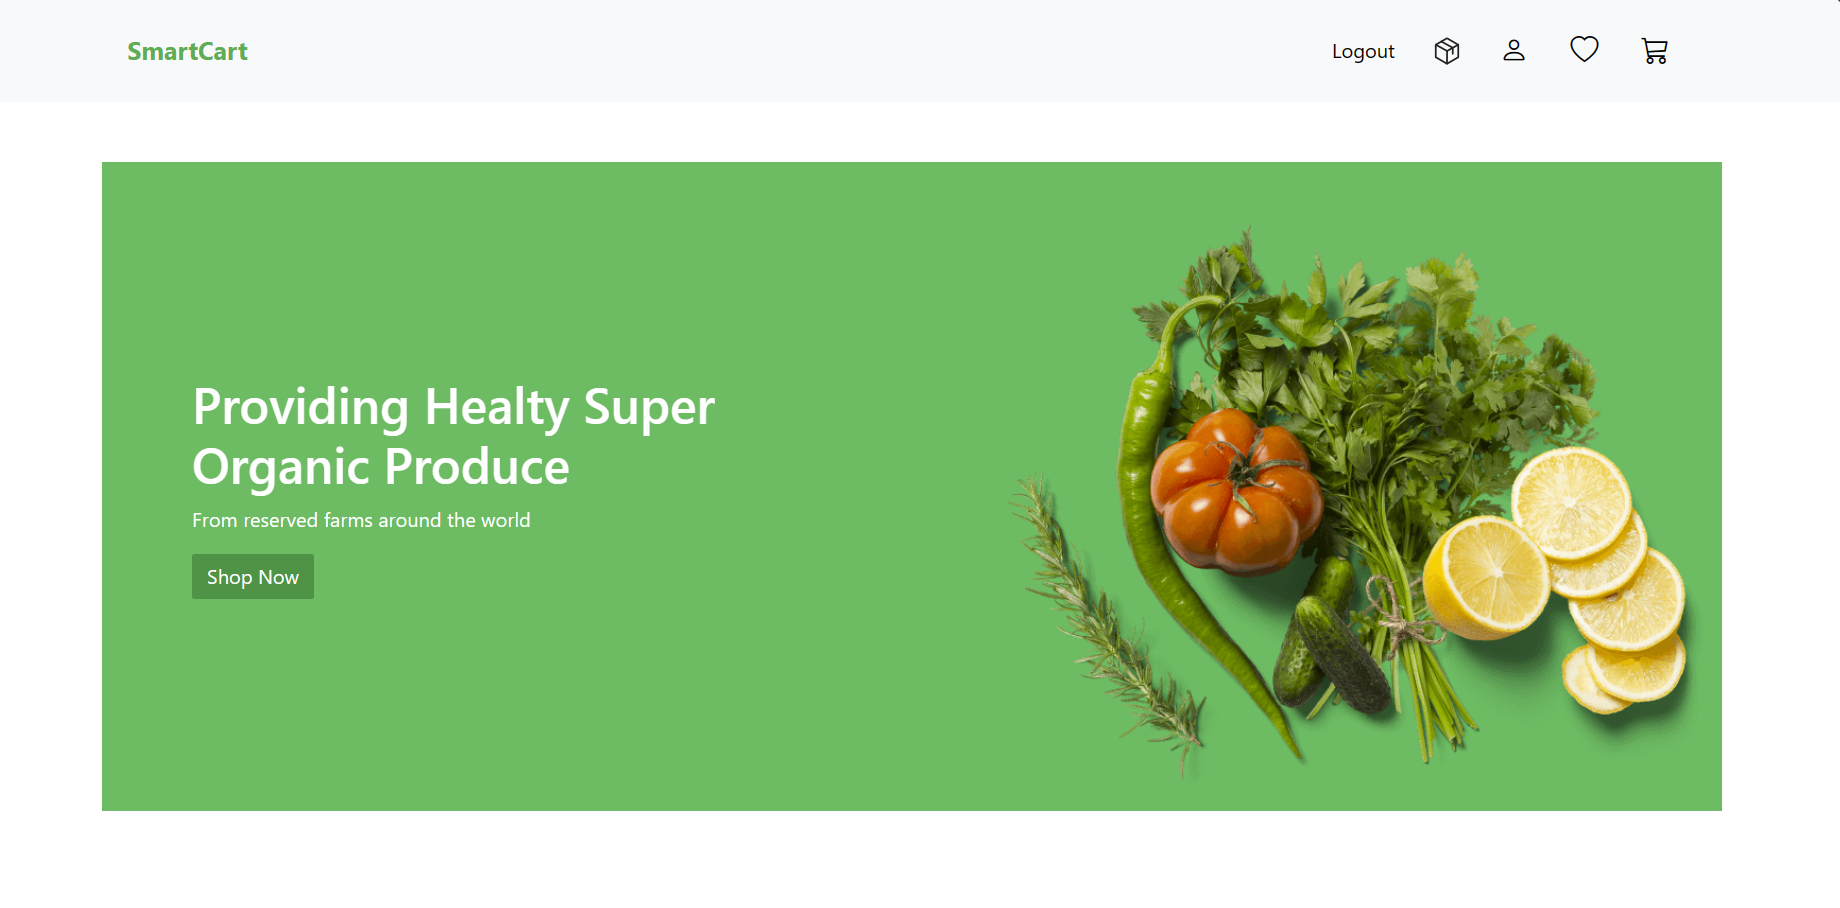 SmartCart
Logout
Providing Healty Super
Organic Produce
From reserved farms around the world
Shop Now